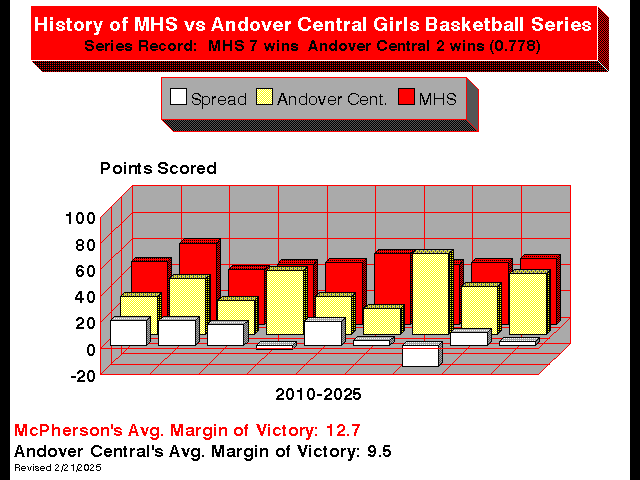 History of MHS vs Andover Central Girls Basketball Series
Series Record:  MHS 7 wins  Andover Central 2 wins (0.778)
Spread Andover Cent. MHS
Points Scored
100
80
60
40
20
0
-20
2010-2025
McPherson's Avg. Margin of Victory: 12.7
Andover Central's Avg. Margin of Victory: 9.5
Revised 2/21/2025